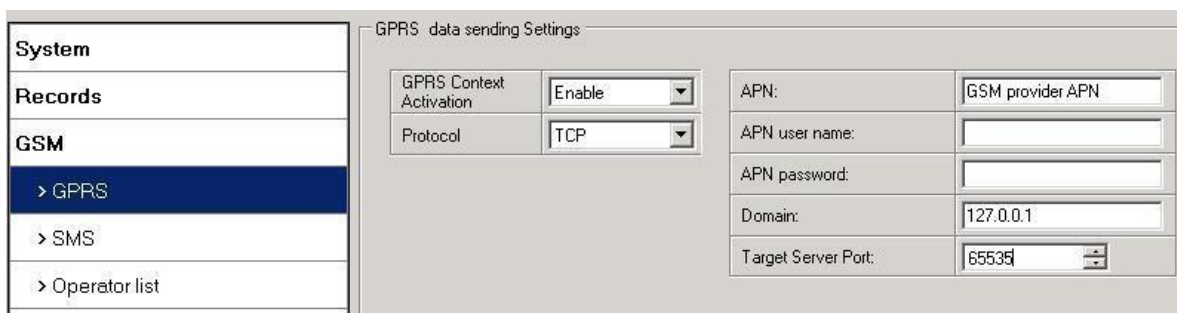 System
Records
GSM
> GPRS
> SMS
> Operator list
GPRS data sending Settings
GPRS Context
Activation
Enable
Protocol
TCP
APN:
GSM provider APN
APN user name:
APN password:
Domain:
127.0.0.1
Target Server Port:
65535